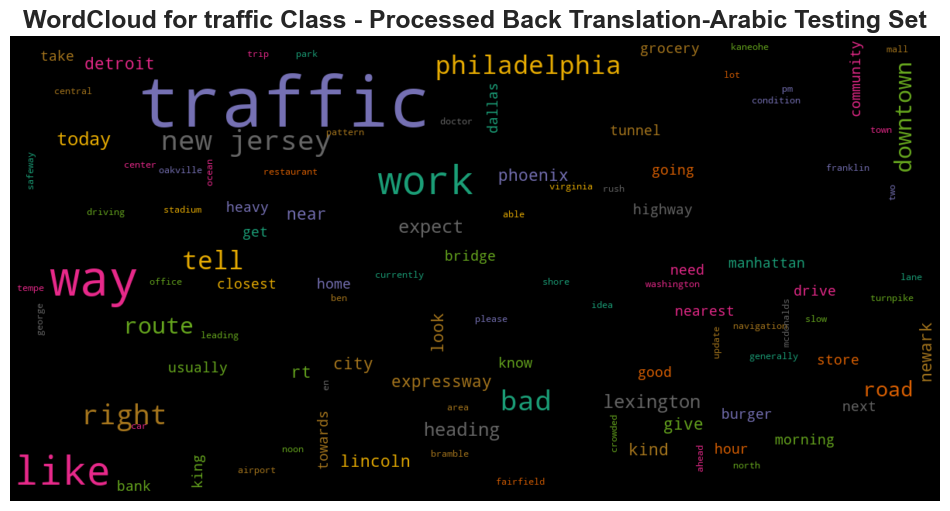 WordCloud for traffic Class - Processed Back Translation-Arabic Testing Set
take
detroit
trip
park
philadelphia
grocery
kaneohe
mall
central
traffic
dallas
lot
community
downtown
pm
condition
today
new jersey
pattern
doctor
tunnel
town
safeway
center
oakville
ocean
restaurant
work
phoenix
virginia
rush
going
franklin
two
driving
stadium
heavy
near
able
highway
get
expect
way
tell
bridge
need
manhattan
lane
tempe
office
closest
home
currently
shore
washington
drive
turnpike
ben
idea
george
route
leading
look
please
nearest
update
navigation
mcdonalds
slow
newark
usually
rt
city
know
generally
store
en
expressway
good
road
right
car
area
bad
lexington
burger
next
towards
heading
crowded
give
morning
like
bank
king
noon
airport
lincoln
bramble
kind
ahead
hour
north
fairfield